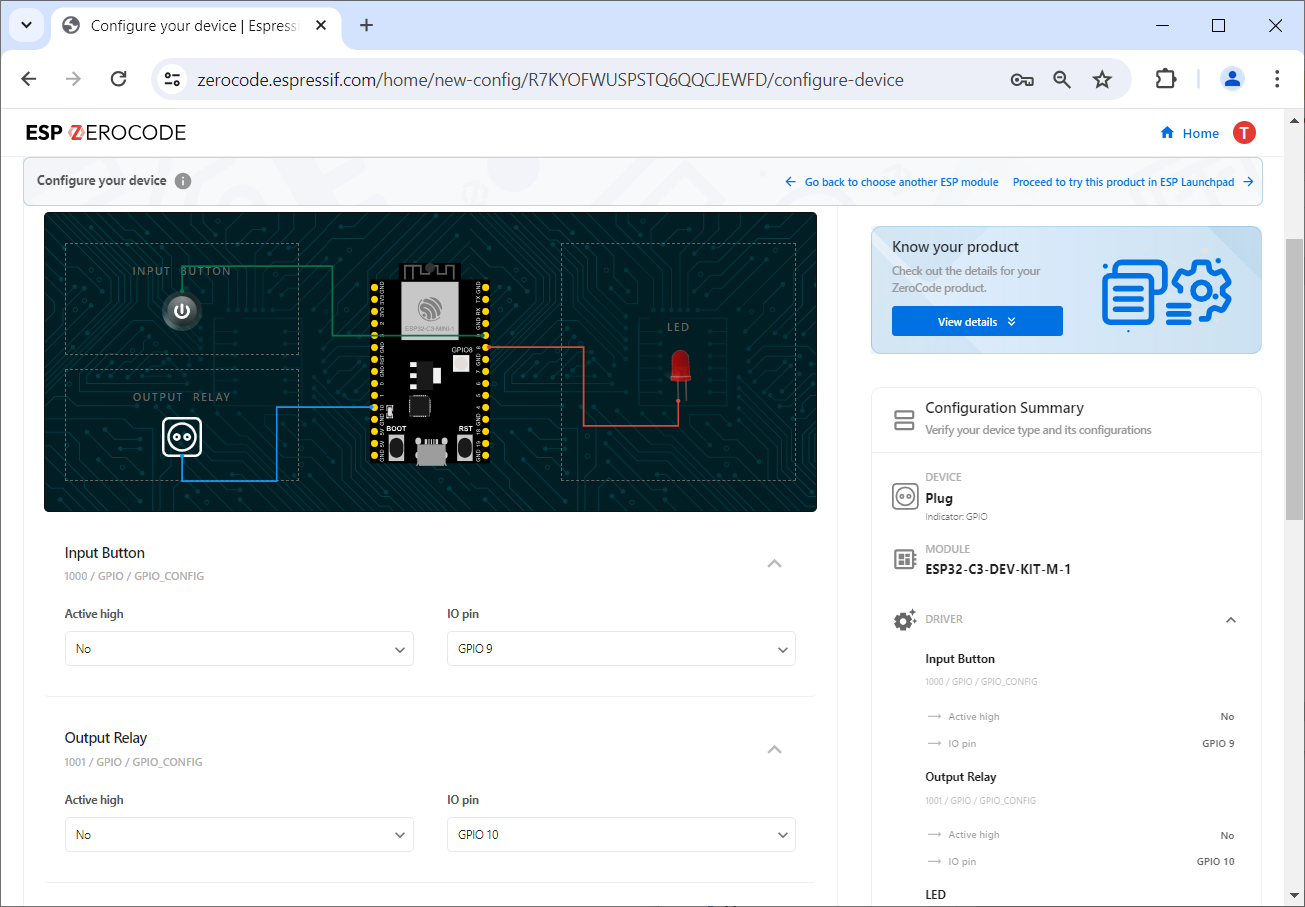 Configure your device | Espressi
zerocode.espressif.com/home/new-config/R7KYOFWUSPSTQ6QQCJEWFD/configure-device
ESP ZEROCODE
Home
T
Configure your device
Go back to choose another ESP module
Proceed to try this product in ESP Launchpad
INPUT BUTTON
OUTPUT RELAY
ESP32-C3-MINI-1
GPIO8
BOOT
RST
LED
Know your product
Check out the details for your
ZeroCode product.
View details
Configuration Summary
Verify your device type and its configurations
DEVICE
Plug
Indicator: GPIO
MODULE
ESP32-C3-DEV-KIT-M-1
DRIVER
Input Button
1000 / GPIO / GPIO_CONFIG
Active high
No
IO pin
GPIO 9
Output Relay
1001 / GPIO / GPIO_CONFIG
Active high
No
IO pin
GPIO 10
LED
Input Button
1000 / GPIO / GPIO_CONFIG
Active high
IO pin
No
GPIO 9
Output Relay
1001 / GPIO / GPIO_CONFIG
Active high
IO pin
No
GPIO 10